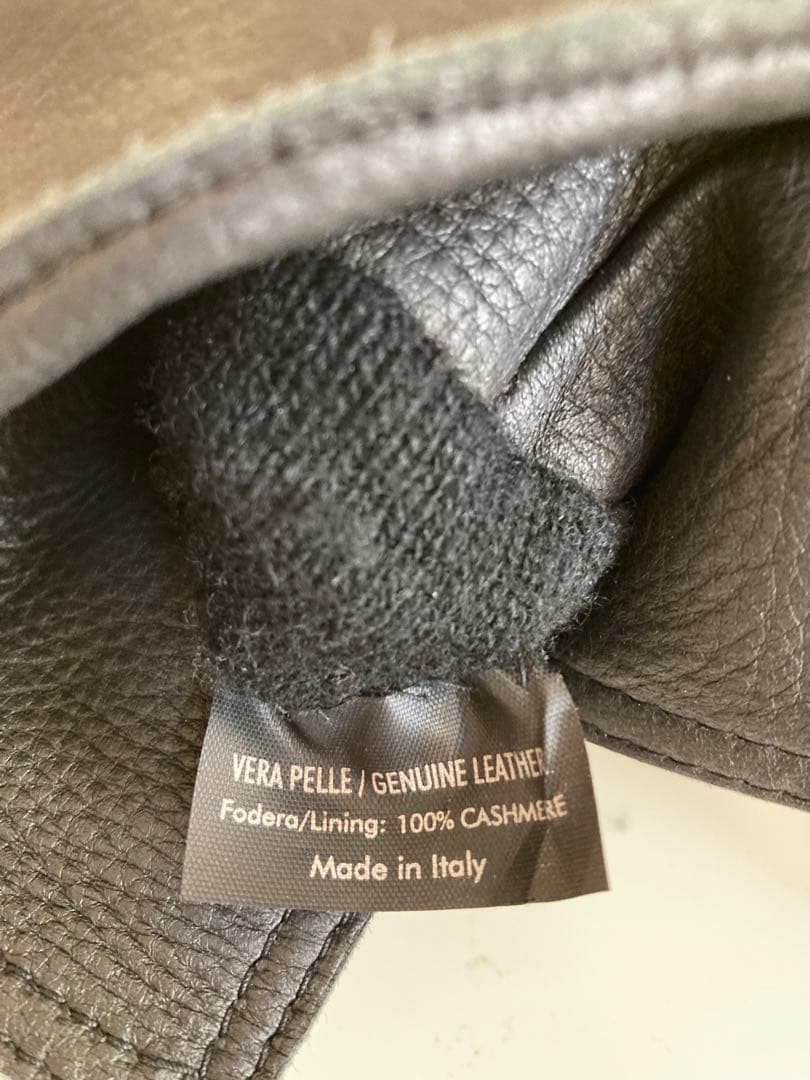 VERA PELLE / GENUINE LEATHER
Fodera/Lining: 100% CASHMERE
Made in Italy